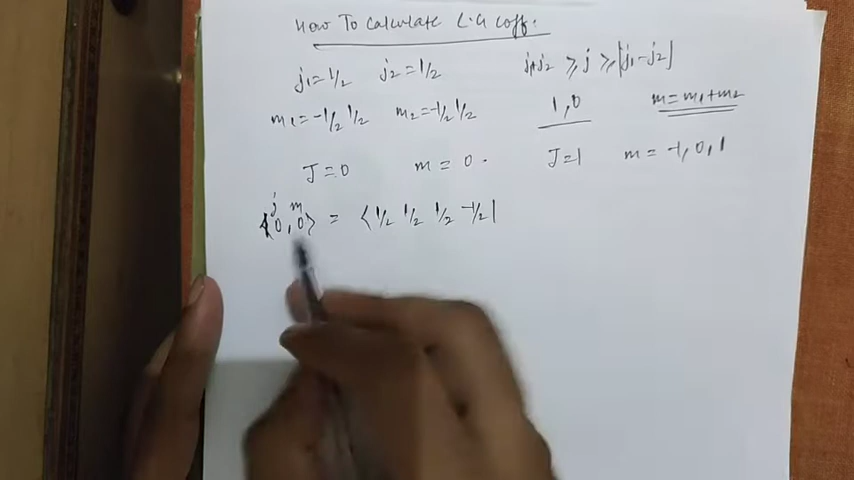 How To Calculate C.G Coff.
j₁=1/2 j₂=1/2 j₁+j₂ ≥ j ≥ |j₁-j₂|
m₁=-1/2, 1/2 m₂=-1/2, 1/2 1,0 m=m₁+m₂
J=0 m=0. J=1 m=-1,0,1
j m
⟨0,0⟩ = ⟨1/2 1/2 1/2 -1/2|